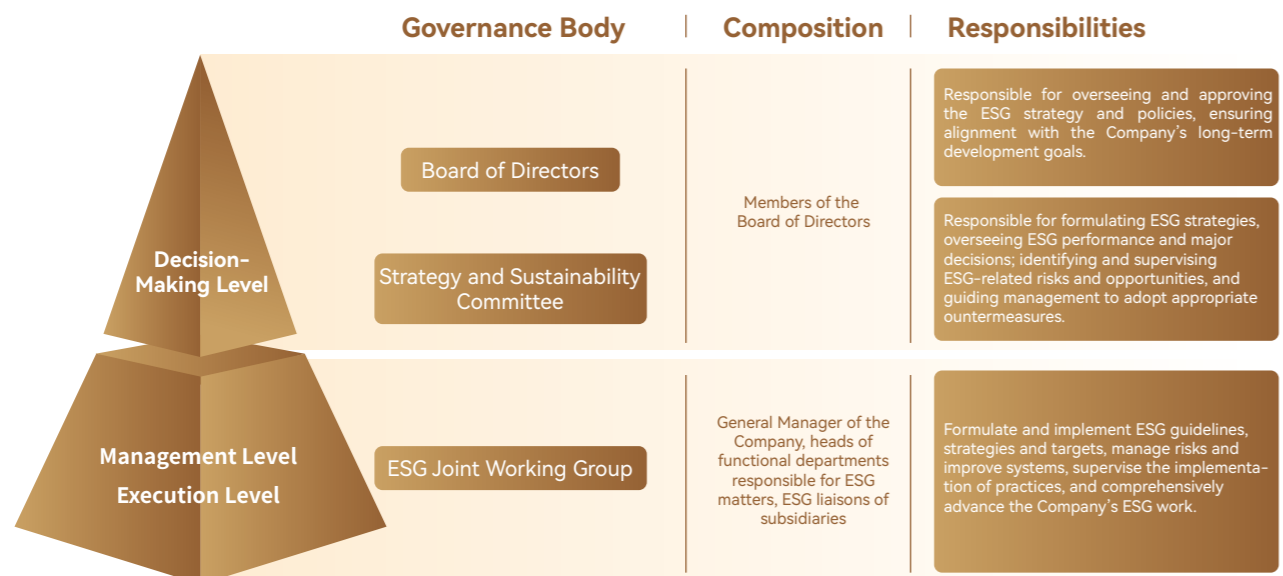 Governance Body
Composition
Responsibilities
Decision-
Making Level
Board of Directors
Strategy and Sustainability
Committee
Members of the
Board of Directors
Responsible for overseeing and approving
the ESG strategy and policies, ensuring
alignment with the Company's long-term
development goals.
Responsible for formulating ESG strategies,
overseeing ESG performance and major
decisions; identifying and supervising
ESG-related risks and opportunities, and
guiding management to adopt appropriate
ountermeasures.
Management Level
Execution Level
ESG Joint Working Group
General Manager of the
Company, heads of
functional departments
responsible for ESG
matters, ESG liaisons of
subsidiaries
Formulate and implement ESG guidelines,
strategies and targets, manage risks and
improve systems, supervise the implementa-
tion of practices, and comprehensively
advance the Company's ESG work.